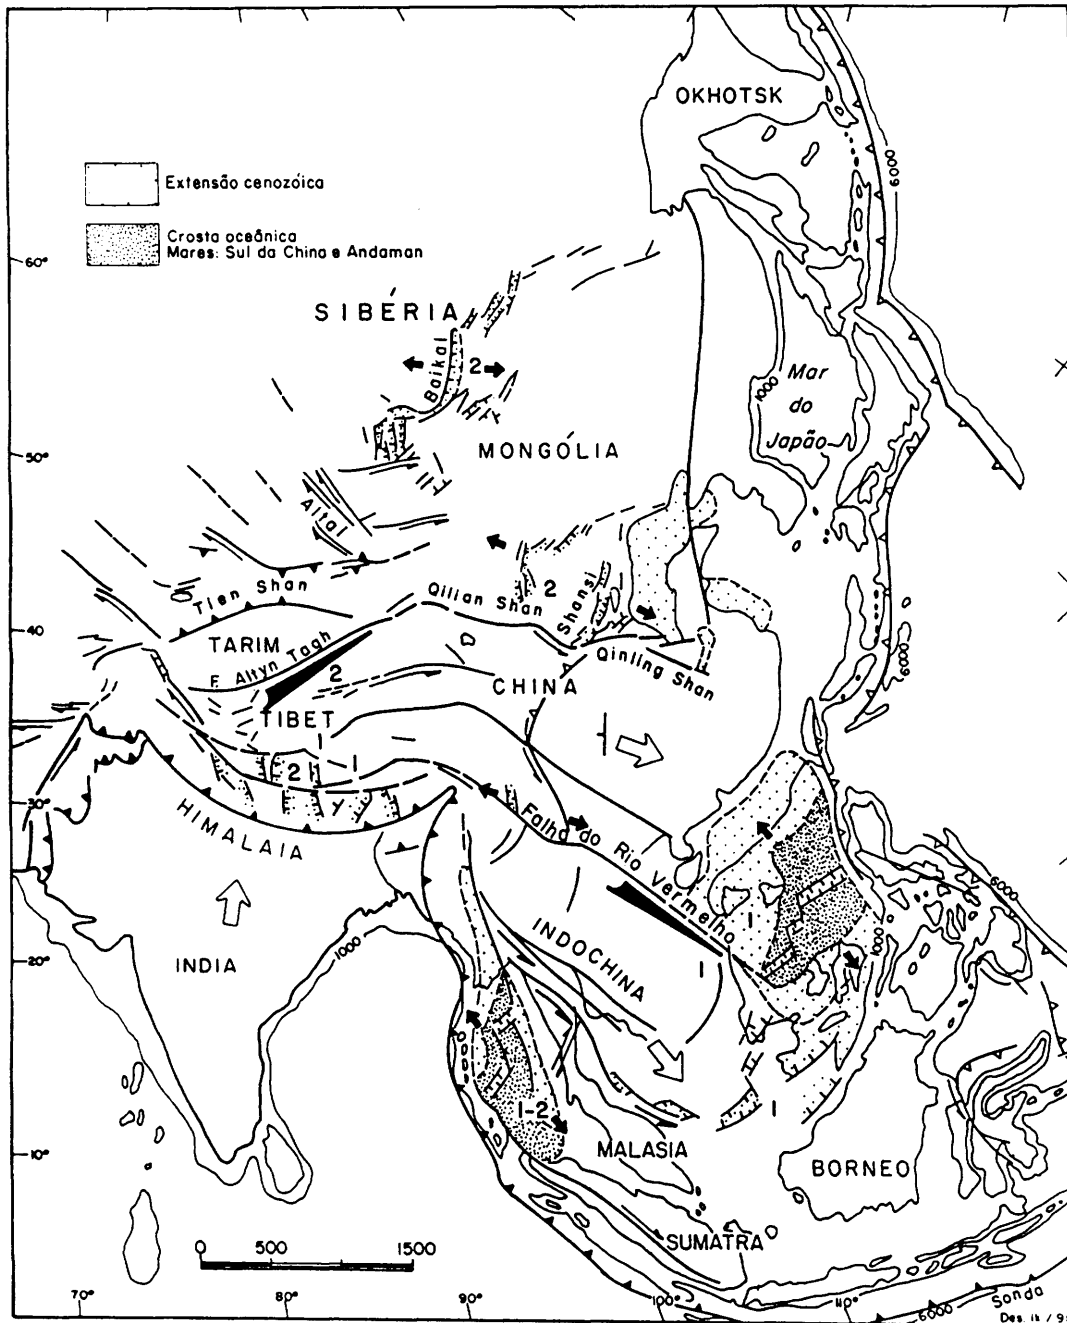 OKHOTSK
6000
Extensão cenozóica
Crosta oceânica
Mares: Sul da China e Andaman
60°
SIBÉRIA
Baikal
2
1000
Mar
do
Japão
50°
MONGÓLIA
Altai
Tien Shan
Qilian Shan
2
Shansi
40
TARIM
F. Altyn Tagh
2
Qinling Shan
6000
CHINA
TIBET
1
2
30°
HIMALAIA
Falha do Rio Vermelho
6000
1
INDOCHINA
1000
1000
20°
INDIA
1
1-2
1
10°
MALASIA
BORNEO
SUMATRA
0 500 1500
70° 80° 90° 100° 110°
6000
Sonda